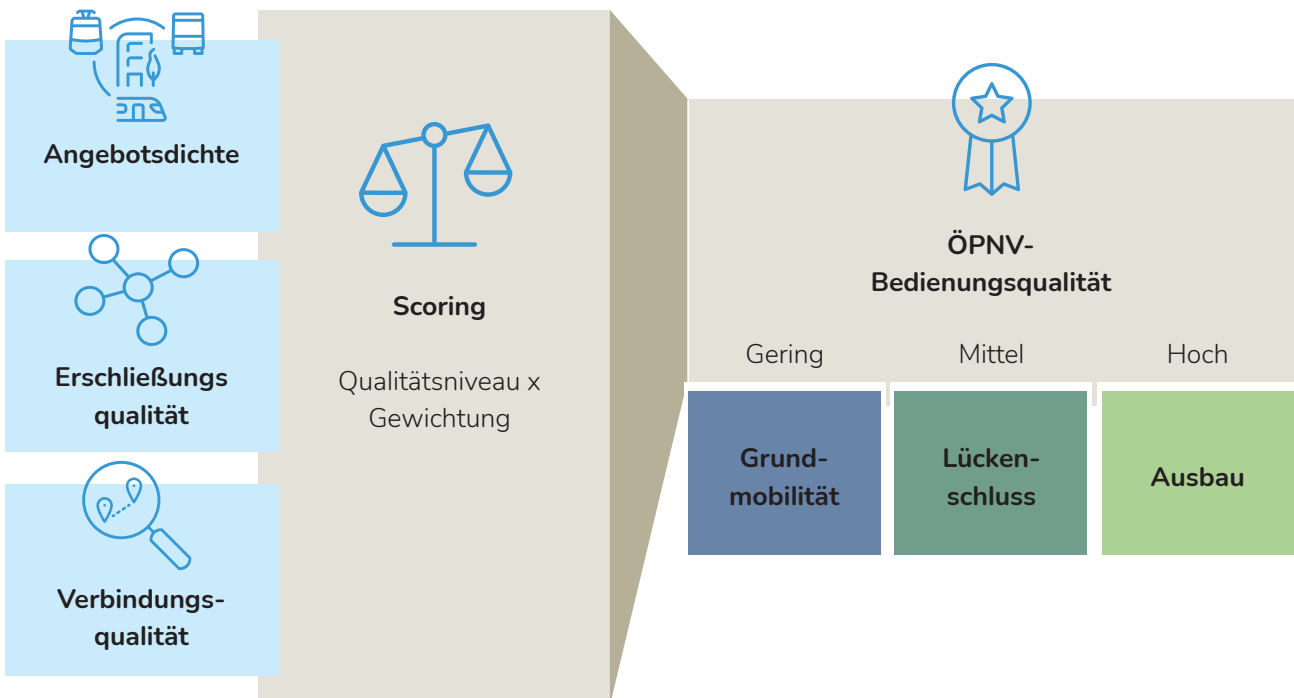 Angebotsdichte
Erschließungs
qualität
Verbindungs-
qualität
Scoring
Qualitätsniveau x
Gewichtung
ÖPNV-
Bedienungsqualität
Gering
Mittel
Hoch
Grund-
mobilität
Lücken-
schluss
Ausbau